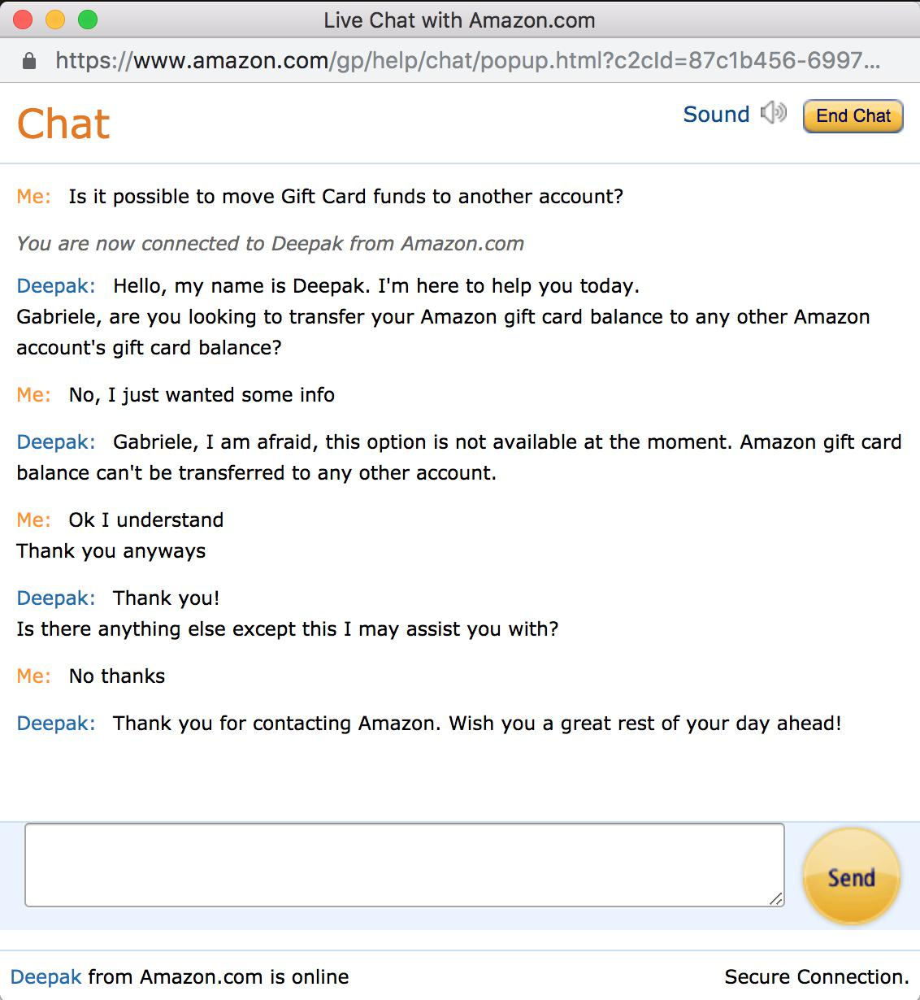 Live Chat with Amazon.com
https://www.amazon.com/gp/help/chat/popup.html?c2cId=87c1b456-6997...
Chat
Sound
End Chat
Me: Is it possible to move Gift Card funds to another account?
You are now connected to Deepak from Amazon.com
Deepak: Hello, my name is Deepak. I'm here to help you today.
Gabriele, are you looking to transfer your Amazon gift card balance to any other Amazon
account's gift card balance?
Me: No, I just wanted some info
Deepak: Gabriele, I am afraid, this option is not available at the moment. Amazon gift card
balance can't be transferred to any other account.
Me: Ok I understand
Thank you anyways
Deepak: Thank you!
Is there anything else except this I may assist you with?
Me: No thanks
Deepak: Thank you for contacting Amazon. Wish you a great rest of your day ahead!
Send
Deepak from Amazon.com is online
Secure Connection.